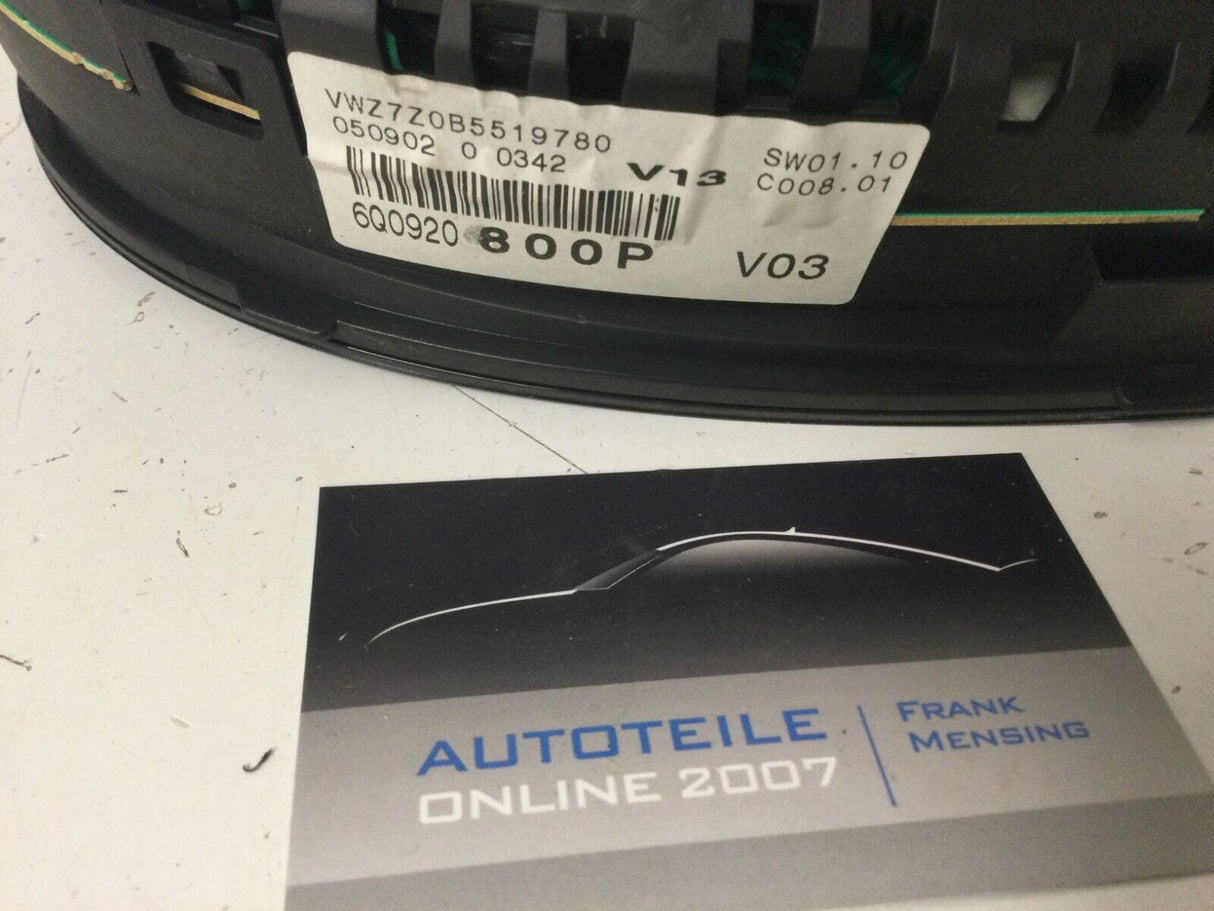 VWZ7Z0B5519780
050902 0 0342
V13
SW01.10
C008.01
6Q0920 800P
V03
AUTOTEILE
ONLINE 2007
FRANK
MENSING